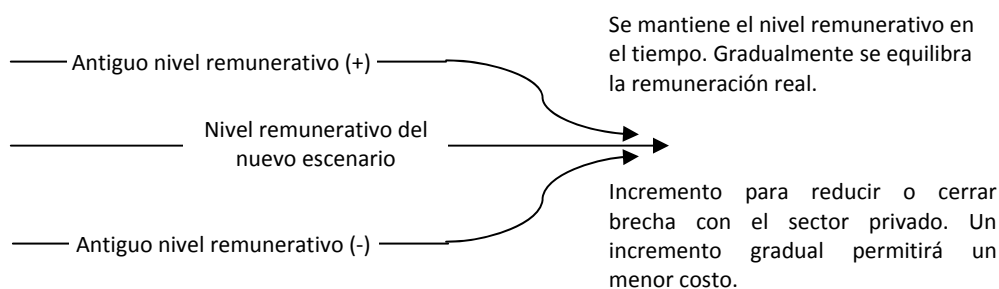 Se mantiene el nivel remunerativo en
el tiempo. Gradualmente se equilibra
la remuneración real.
Antiguo nivel remunerativo (+)
Nivel remunerativo del
nuevo escenario
Antiguo nivel remunerativo (-)
Incremento para reducir o cerrar
brecha con el sector privado. Un
incremento gradual permitirá un
menor costo.